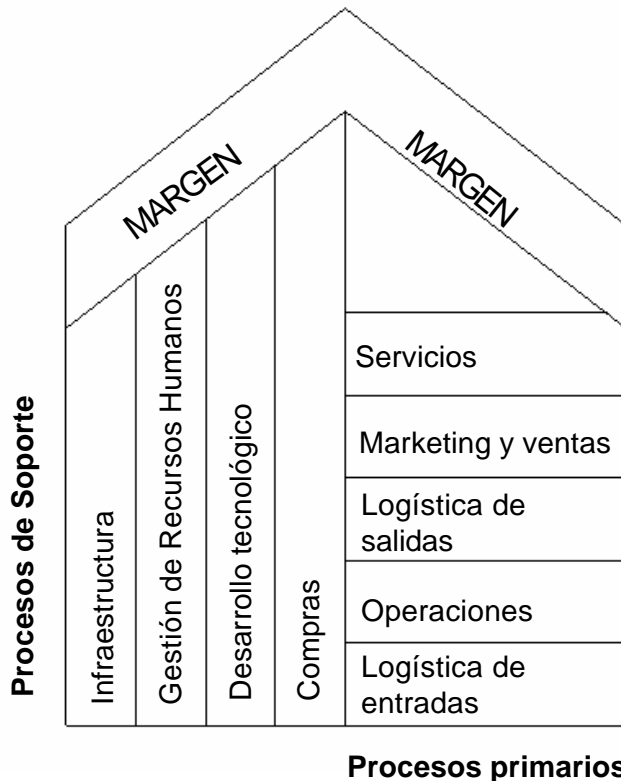 MARGEN
MARGEN
Procesos de Soporte
Infraestructura
Gestión de Recursos Humanos
Desarrollo tecnológico
Compras
Servicios
Marketing y ventas
Logística de
salidas
Operaciones
Logística de
entradas
Procesos primarios